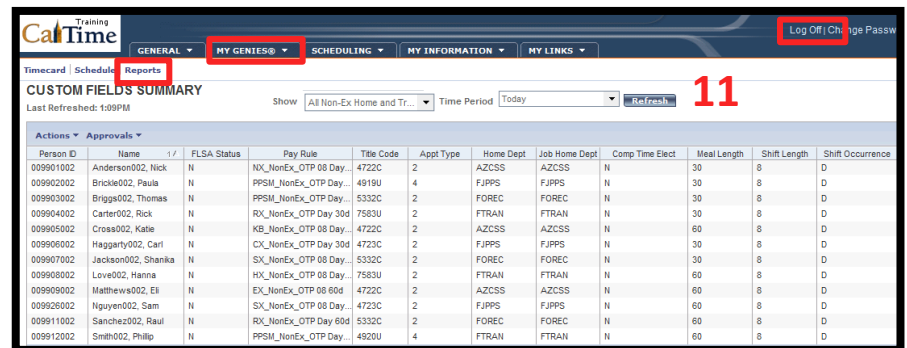 Training
CalTime
Log Off | Change Passw
GENERAL MY GENIES® SCHEDULING MY INFORMATION MY LINKS
Timecard | Schedule | Reports
CUSTOM FIELDS SUMMARY
Last Refreshed: 1:09PM
Show All Non-Ex Home and Tr... Time Period Today Refresh
11
Actions Approvals
Person ID Name 1 / FLSA Status Pay Rule Title Code Appt Type Home Dept Job Home Dept Comp Time Elect Meal Length Shift Length Shift Occurrence
009901002 Anderson002, Nick N NX_NonEx_OTP 08 Day... 4722C 2 AZCSS AZCSS N 30 8 D
009902002 Brickle002, Paula N PPSM_NonEx_OTP Day... 4919U 4 FJPPS FJPPS N 30 8 D
009903002 Briggs002, Thomas N PPSM_NonEx_OTP Day... 5332C 2 FOREC FOREC N 30 8 D
009904002 Carter002, Rick N RX_NonEx_OTP Day 30d 7583U 2 FTRAN FTRAN N 30 8 D
009905002 Cross002, Katie N KB_NonEx_OTP 08 Day... 4722C 2 AZCSS AZCSS N 60 8 D
009906002 Haggarty002, Carl N CX_NonEx_OTP Day 30d 4723C 2 FJPPS FJPPS N 30 8 D
009907002 Jackson002, Shanika N SX_NonEx_OTP 08 Day... 5332C 2 FOREC FOREC N 30 8 D
009908002 Love002, Hanna N HX_NonEx_OTP 08 Day... 7583U 2 FTRAN FTRAN N 60 8 D
009909002 Matthews002, Eli N EX_NonEx_OTP 08 60d 4722C 2 AZCSS AZCSS N 60 8 D
009926002 Nguyen002, Sam N SX_NonEx_OTP 08 Day... 4723C 2 FJPPS FJPPS N 60 8 D
009911002 Sanchez002, Raul N RX_NonEx_OTP Day 60d 5332C 2 FOREC FOREC N 60 8 D
009912002 Smith002, Phillip N PPSM_NonEx_OTP Day... 4920U 4 FTRAN FTRAN N 60 8 D